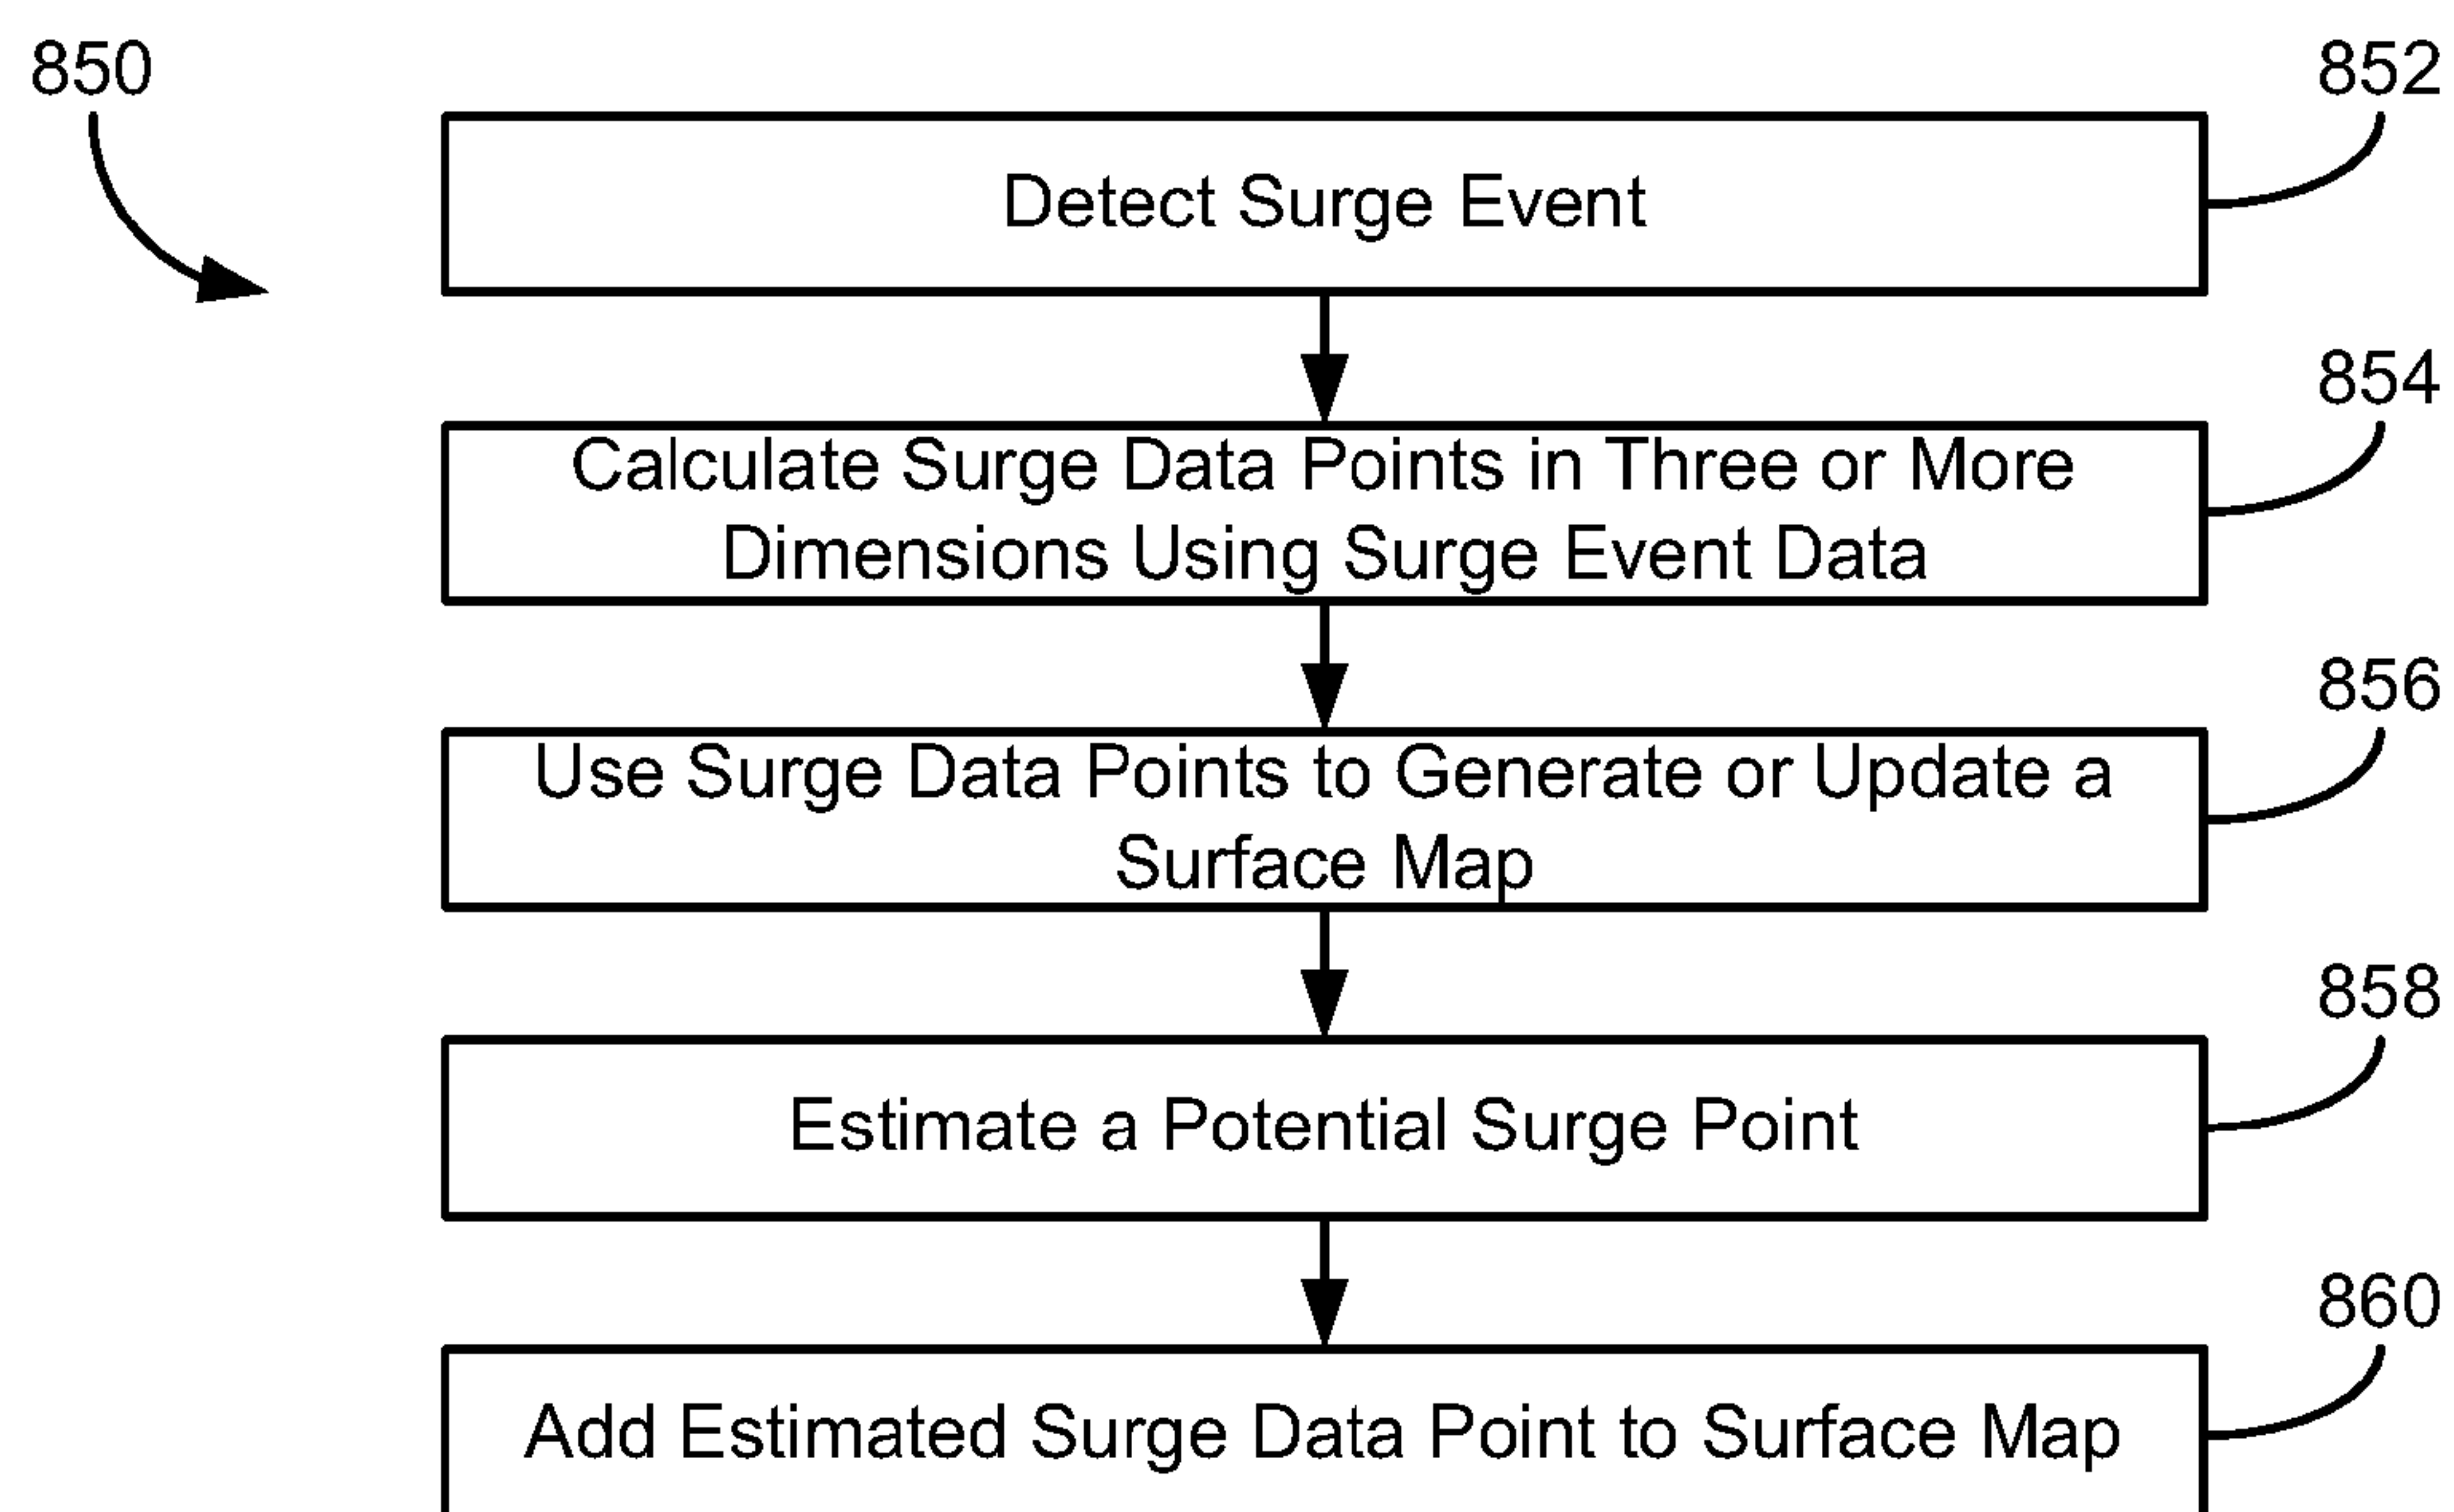 850
852
Detect Surge Event
854
Calculate Surge Data Points in Three or More
Dimensions Using Surge Event Data
856
Use Surge Data Points to Generate or Update a
Surface Map
858
Estimate a Potential Surge Point
860
Add Estimated Surge Data Point to Surface Map